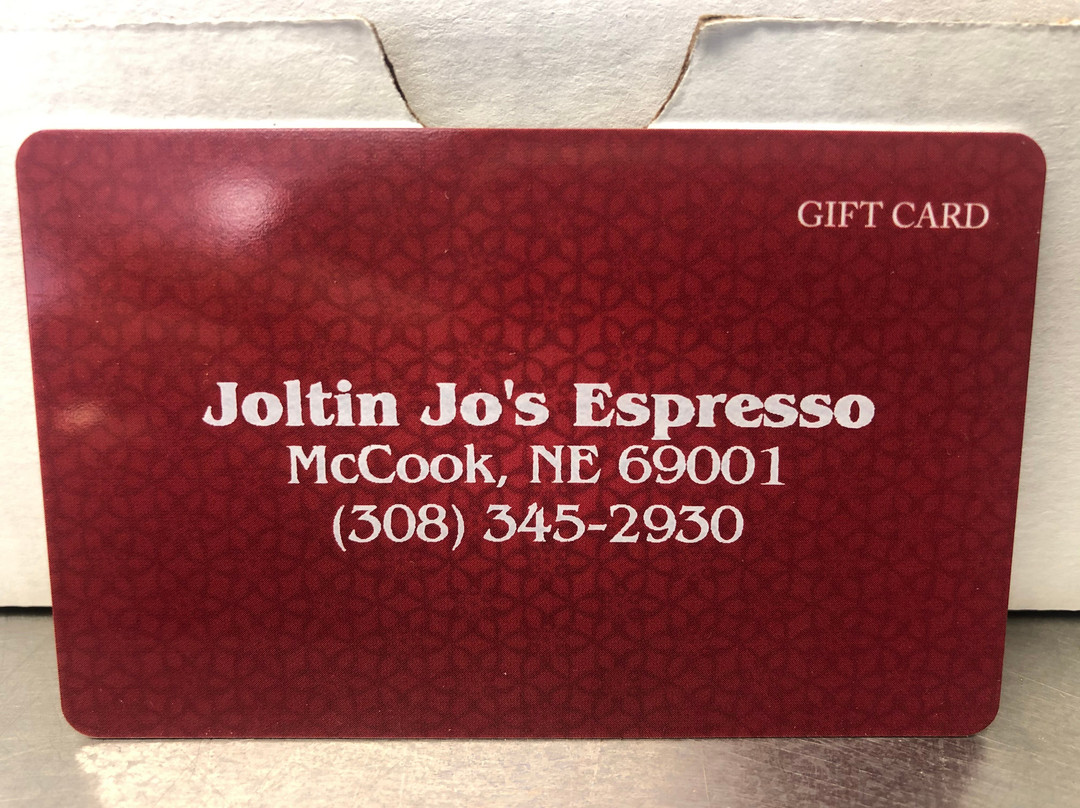 GIFT CARD
Joltin Jo's Espresso
McCook, NE 69001
(308) 345-2930